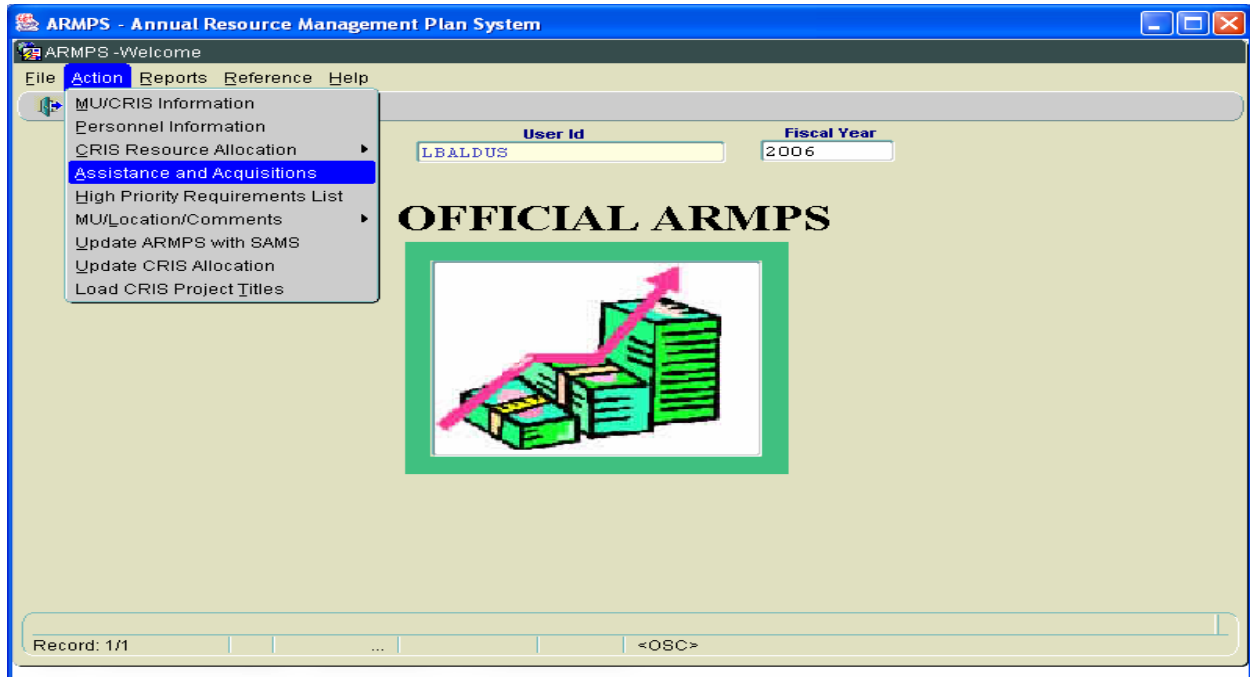 ARMPS - Annual Resource Management Plan System
ARMPS -Welcome
File Action Reports Reference Help
MU/CRIS Information
Personnel Information
CRIS Resource Allocation
Assistance and Acquisitions
High Priority Requirements List
MU/Location/Comments
Update ARMPS with SAMS
Update CRIS Allocation
Load CRIS Project Titles
User Id Fiscal Year
LBALDUS 2006
OFFICIAL ARMPS
Record: 1/1 ... <OSC>